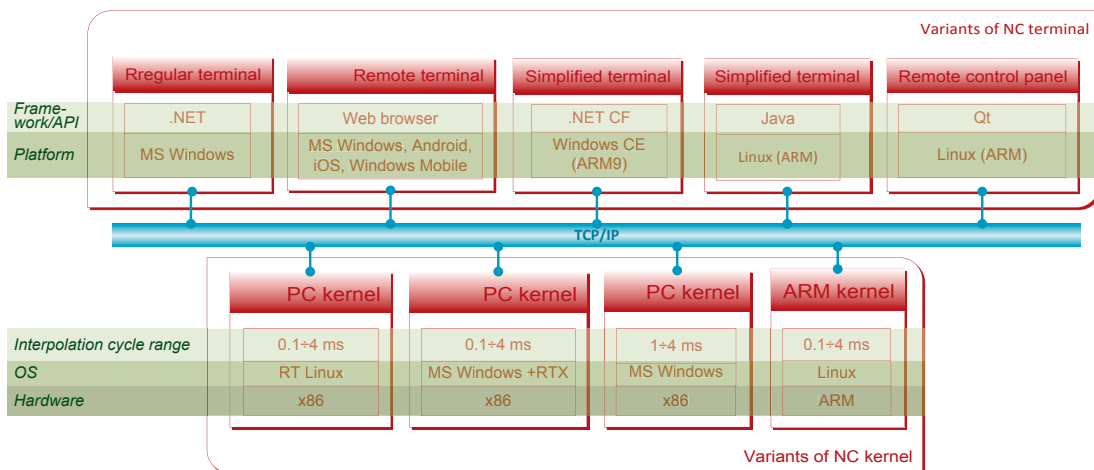 Variants of NC terminal
Rregular terminal
Remote terminal
Simplified terminal
Simplified terminal
Remote control panel
Frame-
work/API
.NET
Web browser
.NET CF
Java
Qt
Platform
MS Windows
MS Windows, Android,
iOS, Windows Mobile
Windows CE
(ARM9)
Linux (ARM)
Linux (ARM)
TCP/IP
PC kernel
PC kernel
PC kernel
ARM kernel
Interpolation cycle range
0.1÷4 ms
0.1÷4 ms
1÷4 ms
0.1÷4 ms
OS
RT Linux
MS Windows +RTX
MS Windows
Linux
Hardware
x86
x86
x86
ARM
Variants of NC kernel